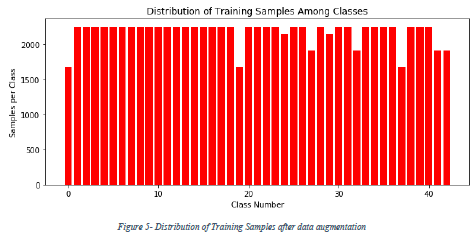 Distribution of Training Samples Among Classes
Samples per Class
2000
1500
1000
500
0
0 10 20 30 40
Class Number
Figure 5- Distribution of Training Samples after data augmentation